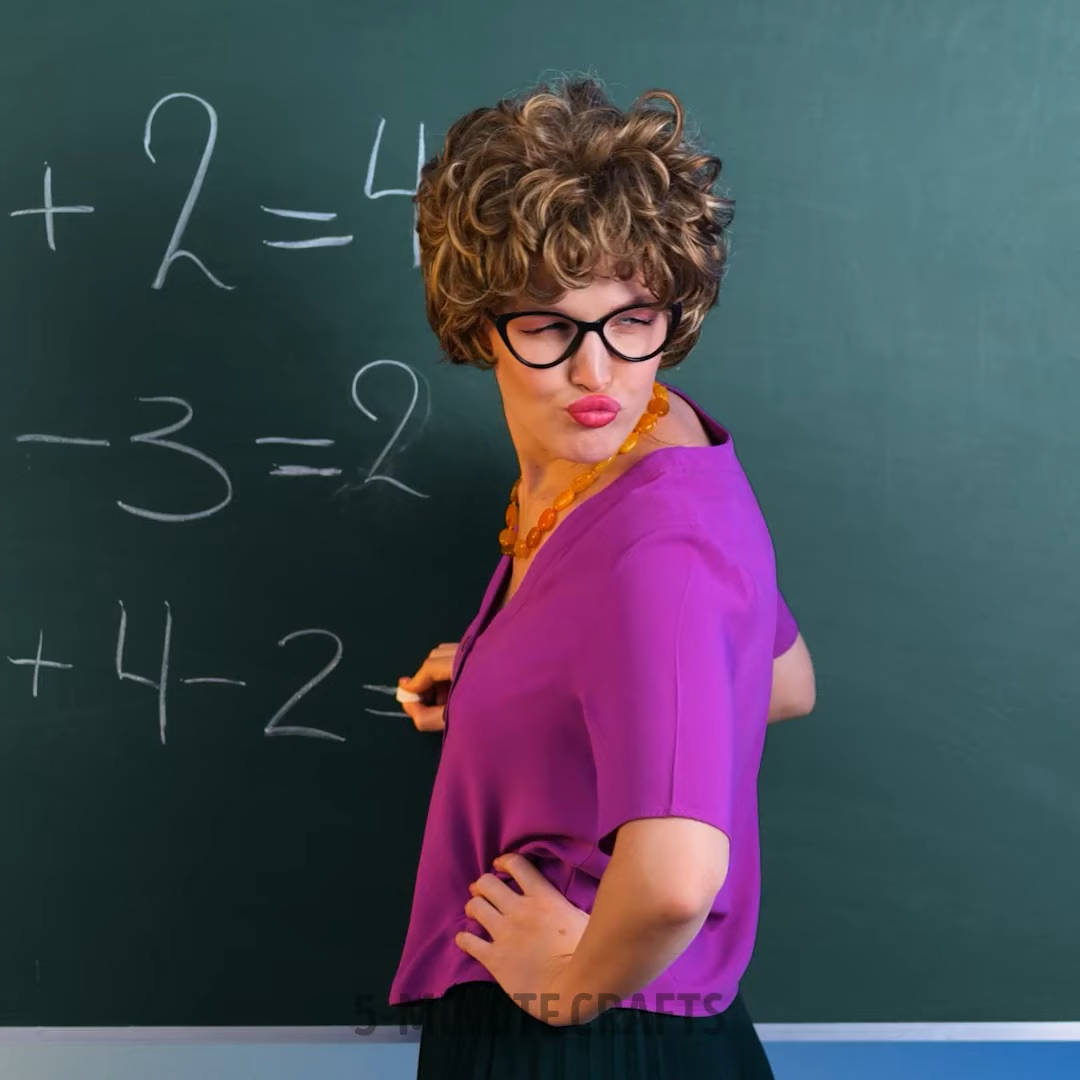 + 2 = 4
- 3 = 2
+ 4 - 2 =
5-MINUTE CRAFTS